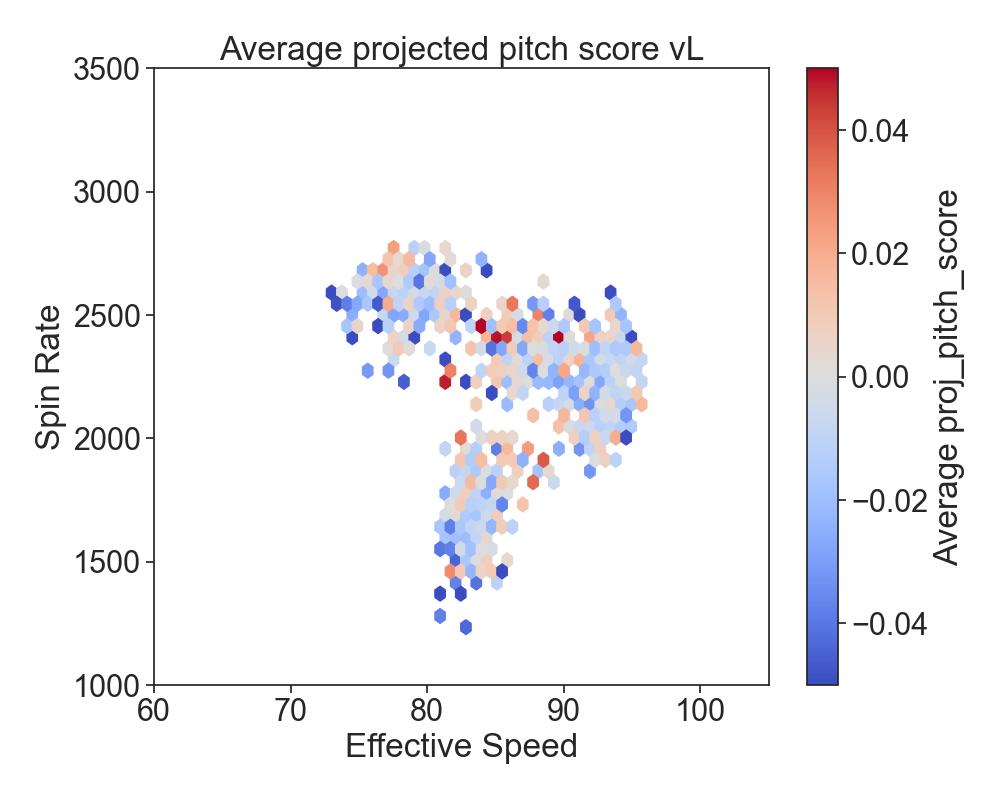 Average projected pitch score vL
3500
3000
2500
2000
1500
1000
Spin Rate
60 70 80 90 100
Effective Speed
0.04
0.02
0.00
−0.02
−0.04
Average proj_pitch_score